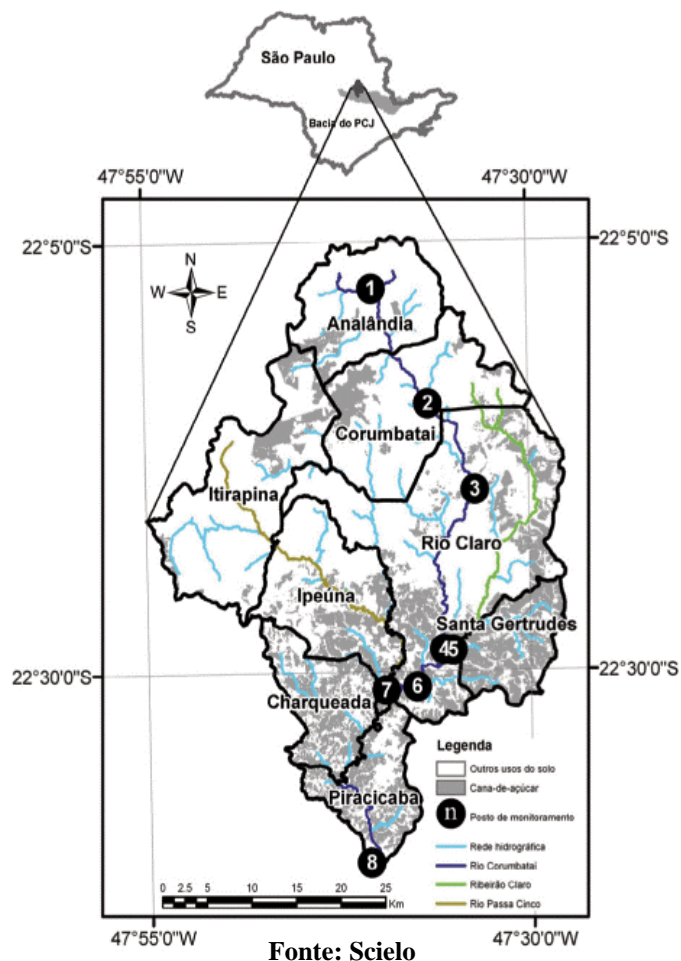 São Paulo
Bacia do PCJ
47°55'0"W
47°30'0"W
22°5'0"S
22°5'0"S
N
W
E
S
1
Analândia
2
Corumbatai
3
Itirapina
Rio Claro
Ipeúna
Santa Gertrudes
45
22°30'0"S
22°30'0"S
7
6
Charqueada
Piracicaba
8
Legenda
Outros usos do solo
Cana-de-açúcar
n
Posto de monitoramento
Rede hidrográfica
Rio Corumbataí
Ribeirão Claro
Rio Passa Cinco
0 2.5 5 10 15 20 25
Km
47°55'0"W
47°30'0"W
Fonte: Scielo